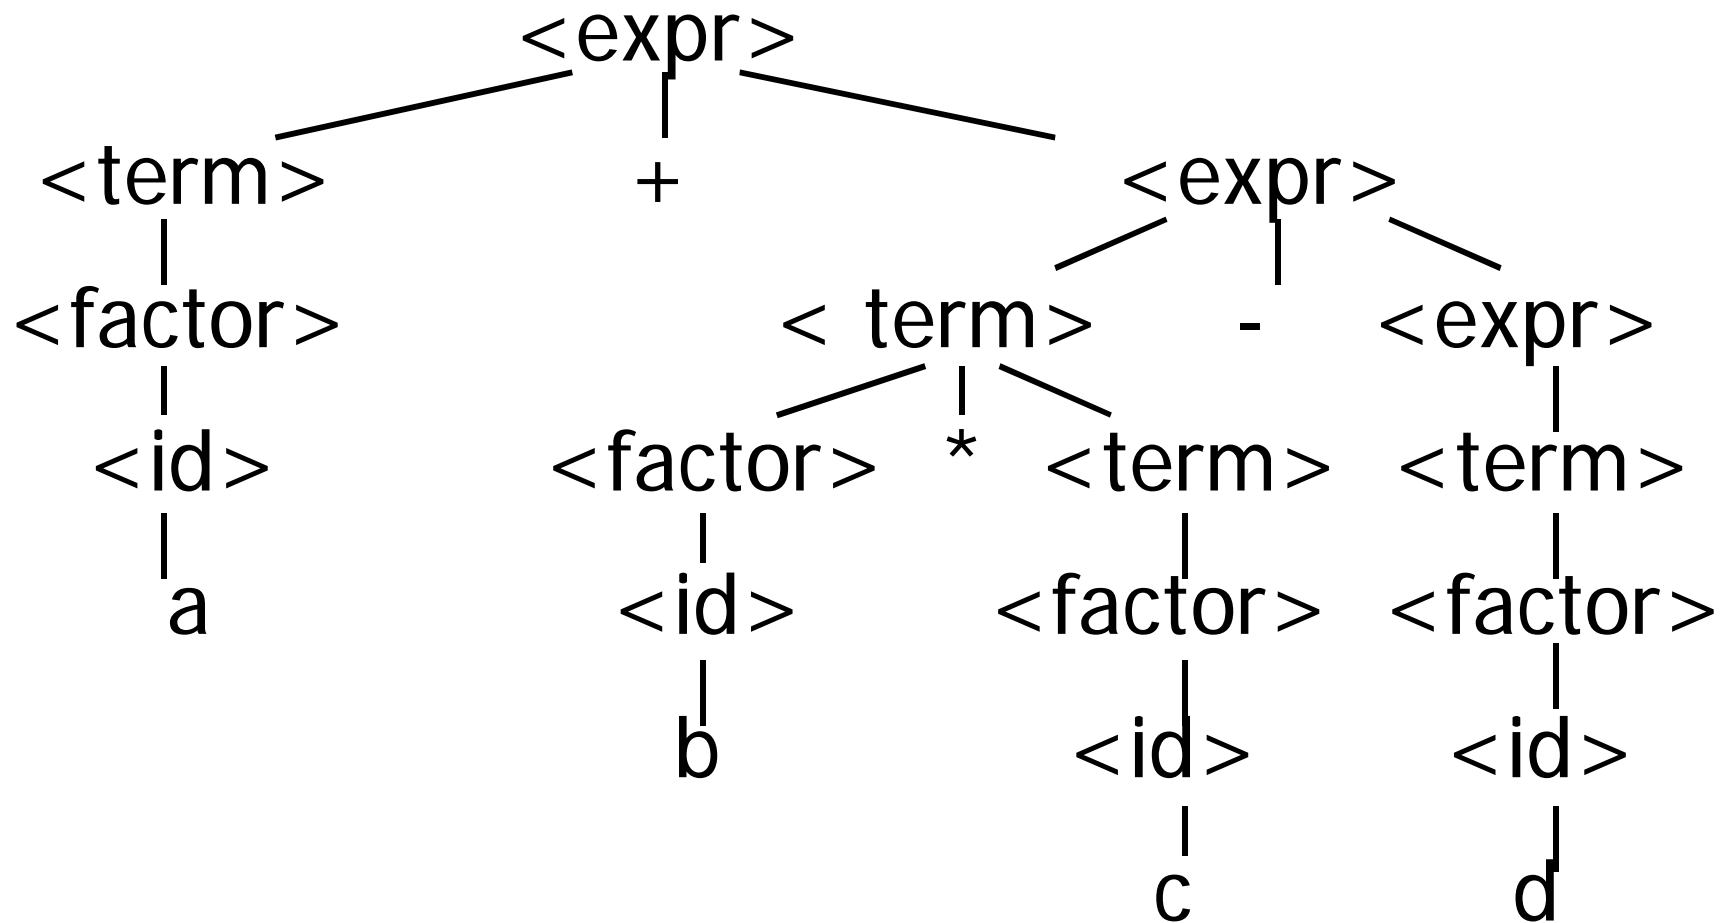 <expr>
<term> + <expr>
<factor> < term> - <expr>
<id> <factor> * <term> <term>
a <id> <factor> <factor>
b <id> <id>
c d